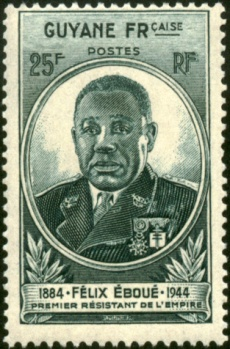 GUYANE FRÇAISE
POSTES
25F RF
1884 • FÉLIX ÉBOUÉ • 1944
PREMIER RÉSISTANT DE L'EMPIRE